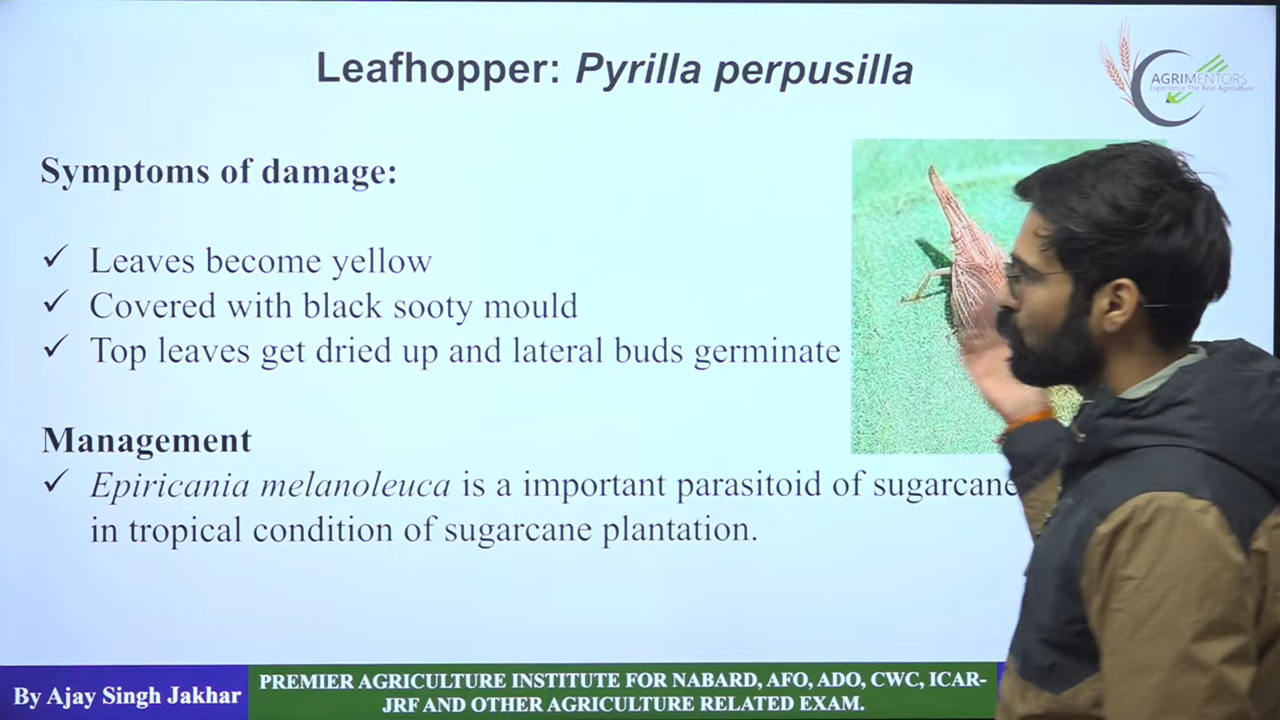 Leafhopper: Pyrilla perpusilla
AGRIMENTORS
Experience The Real Agriculture
Symptoms of damage:
✓ Leaves become yellow
✓ Covered with black sooty mould
✓ Top leaves get dried up and lateral buds germinate
Management
✓ Epiricania melanoleuca is a important parasitoid of sugarcane
in tropical condition of sugarcane plantation.
By Ajay Singh Jakhar
PREMIER AGRICULTURE INSTITUTE FOR NABARD, AFO, ADO, CWC, ICAR-
JRF AND OTHER AGRICULTURE RELATED EXAM.